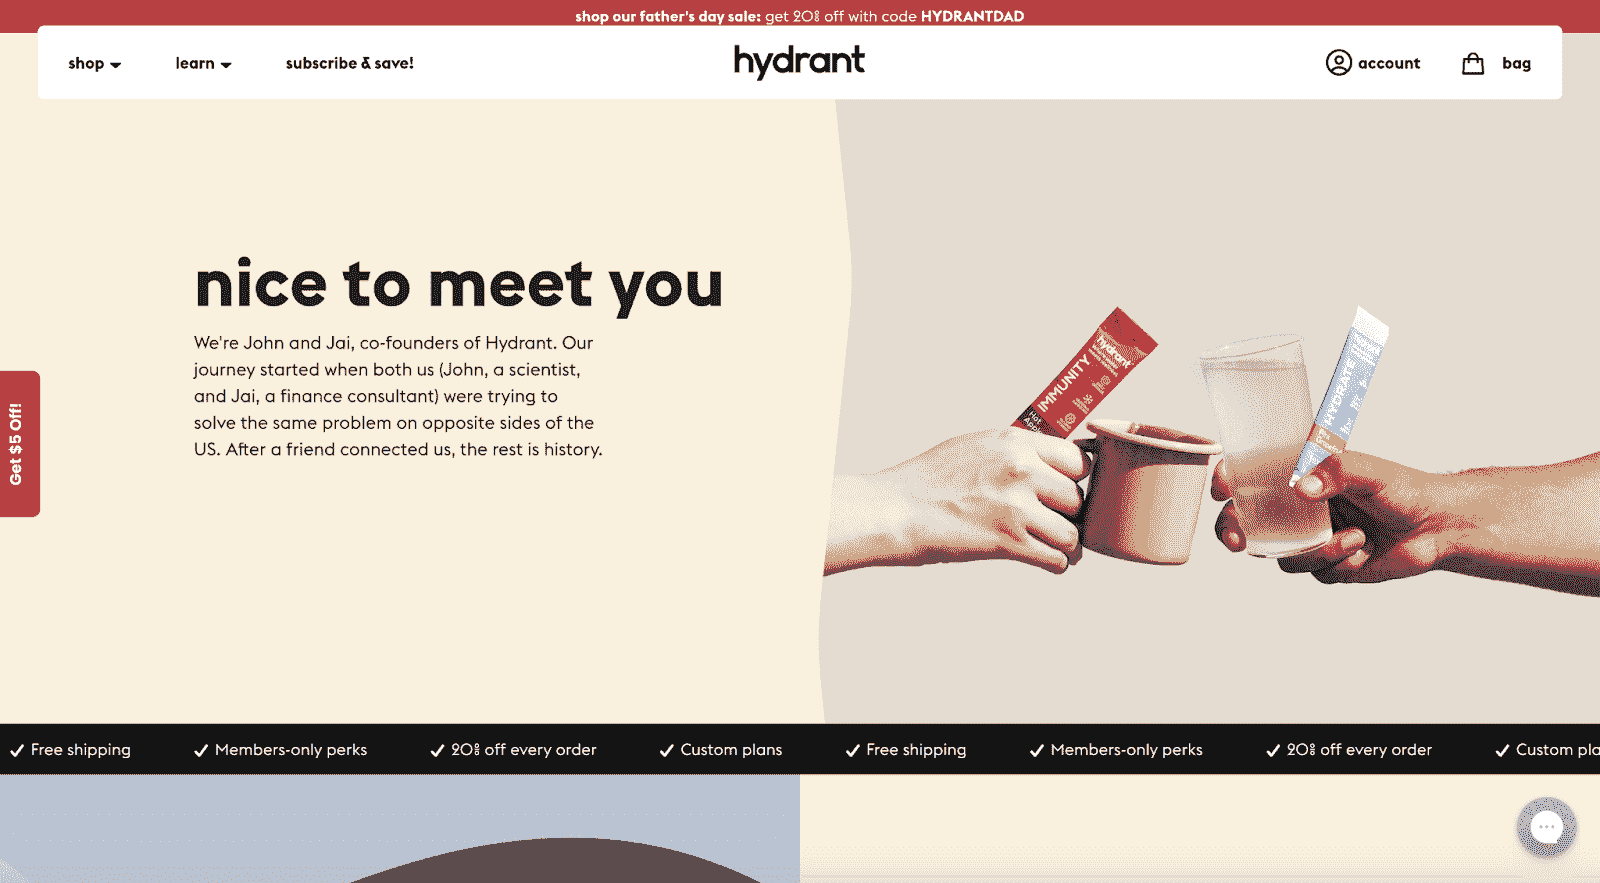 shop our father's day sale: get 20% off with code HYDRANTDAD
shop
learn
subscribe & save!
hydrant
account
bag
nice to meet you
We're John and Jai, co-founders of Hydrant. Our
journey started when both us (John, a scientist,
and Jai, a finance consultant) were trying to
solve the same problem on opposite sides of the
US. After a friend connected us, the rest is history.
Get $5 Off!
hydrant
IMMUNITY
Hot
HYDRATE
Free shipping
Members-only perks
20% off every order
Custom plans
Free shipping
Members-only perks
20% off every order
Custom pla